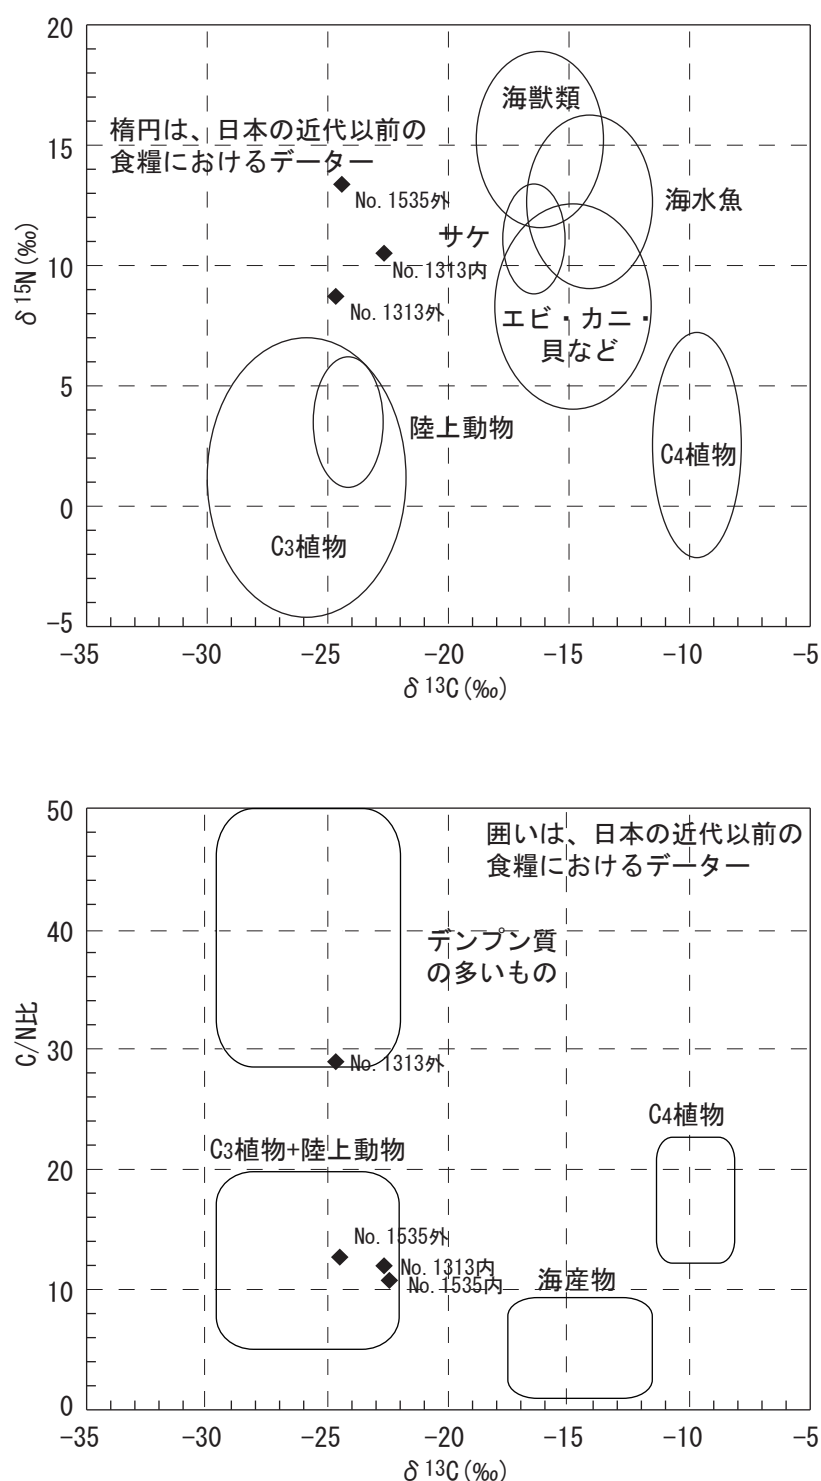 20
15
10
5
0
−5
δ 15N(‰)
楕円は、日本の近代以前の
食糧におけるデーター
海獣類
海水魚
No. 1535外
サケ
No. 1313内
No. 1313外
エビ・カニ・
貝など
陸上動物
C4植物
C3植物
−35
−30
−25
−20
−15
−10
−5
δ 13C(‰)
50
40
30
20
10
0
C/N比
囲いは、日本の近代以前の
食糧におけるデーター
デンプン質
の多いもの
No. 1313外
C4植物
C3植物+陸上動物
No. 1535外
No. 1313内
No. 1535内
海産物
−35
−30
−25
−20
−15
−10
−5
δ 13C(‰)